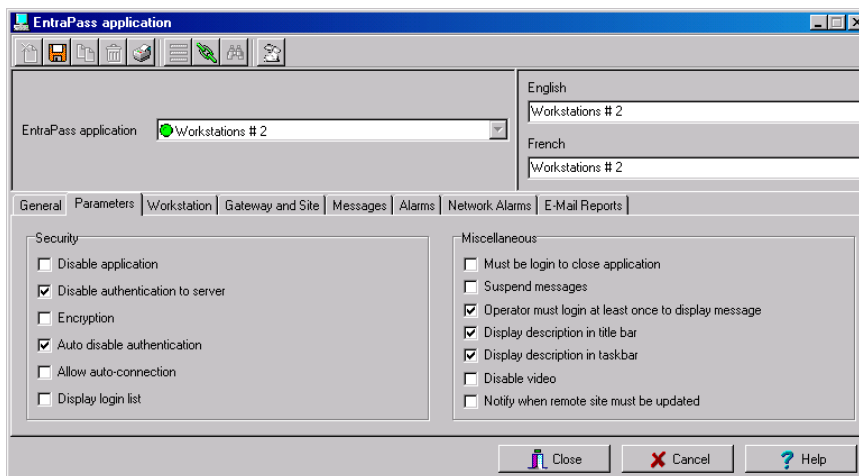 EntraPass application
English
Workstations # 2
EntraPass application
Workstations # 2
French
Workstations # 2
General
Parameters
Workstation
Gateway and Site
Messages
Alarms
Network Alarms
E-Mail Reports
Security
Disable application
Disable authentication to server
Encryption
Auto disable authentication
Allow auto-connection
Display login list
Miscellaneous
Must be login to close application
Suspend messages
Operator must login at least once to display message
Display description in title bar
Display description in taskbar
Disable video
Notify when remote site must be updated
Close
Cancel
? Help